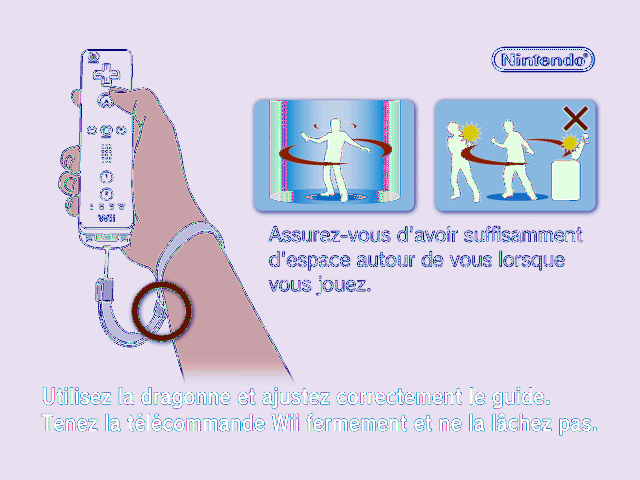 Nintendo®
Wii
Assurez-vous d'avoir suffisamment
d'espace autour de vous lorsque
vous jouez.
Utilisez la dragonne et ajustez correctement le guide.
Tenez la télécommande Wii fermement et ne la lâchez pas.